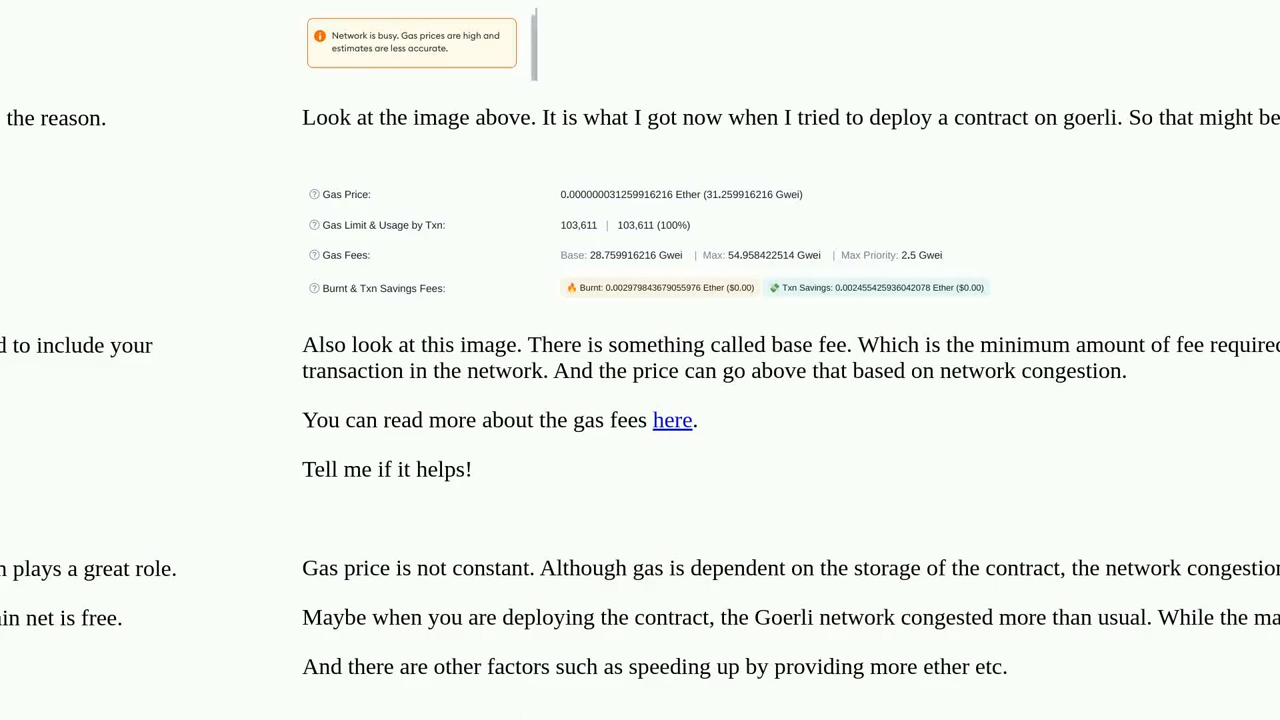 Network is busy. Gas prices are high and
estimates are less accurate.
the reason.
Look at the image above. It is what I got now when I tried to deploy a contract on goerli. So that might be
Gas Price: 0.000000031259916216 Ether (31.259916216 Gwei)
Gas Limit & Usage by Txn: 103,611 | 103,611 (100%)
Gas Fees: Base: 28.759916216 Gwei | Max: 54.958422514 Gwei | Max Priority: 2.5 Gwei
Burnt & Txn Savings Fees: Burnt: 0.002979843679055976 Ether ($0.00) Txn Savings: 0.002455425936042078 Ether ($0.00)
d to include your
Also look at this image. There is something called base fee. Which is the minimum amount of fee required
transaction in the network. And the price can go above that based on network congestion.
You can read more about the gas fees here.
Tell me if it helps!
n plays a great role.
Gas price is not constant. Although gas is dependent on the storage of the contract, the network congestion
in net is free.
Maybe when you are deploying the contract, the Goerli network congested more than usual. While the ma
And there are other factors such as speeding up by providing more ether etc.